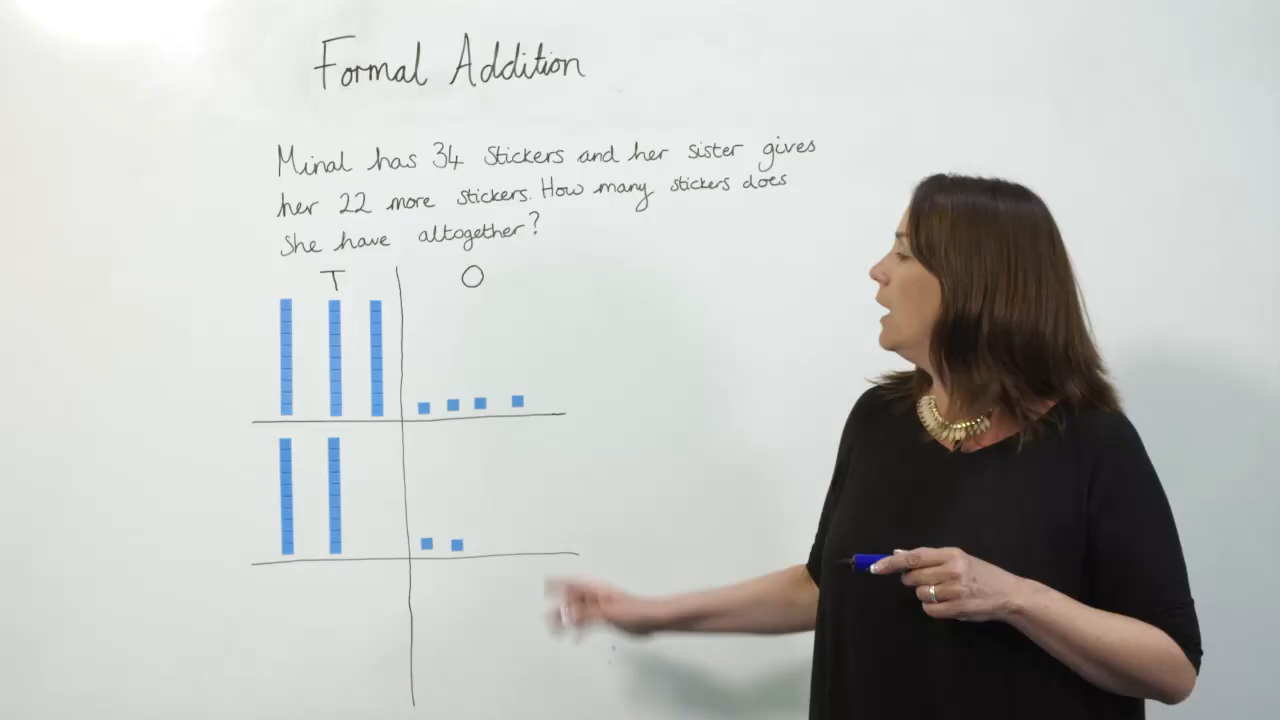 Formal Addition
Minal has 34 stickers and her sister gives
her 22 more stickers. How many stickers does
she have altogether?
T O